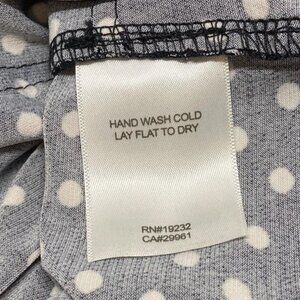 HAND WASH COLD
LAY FLAT TO DRY
RN#19232
CA#29961